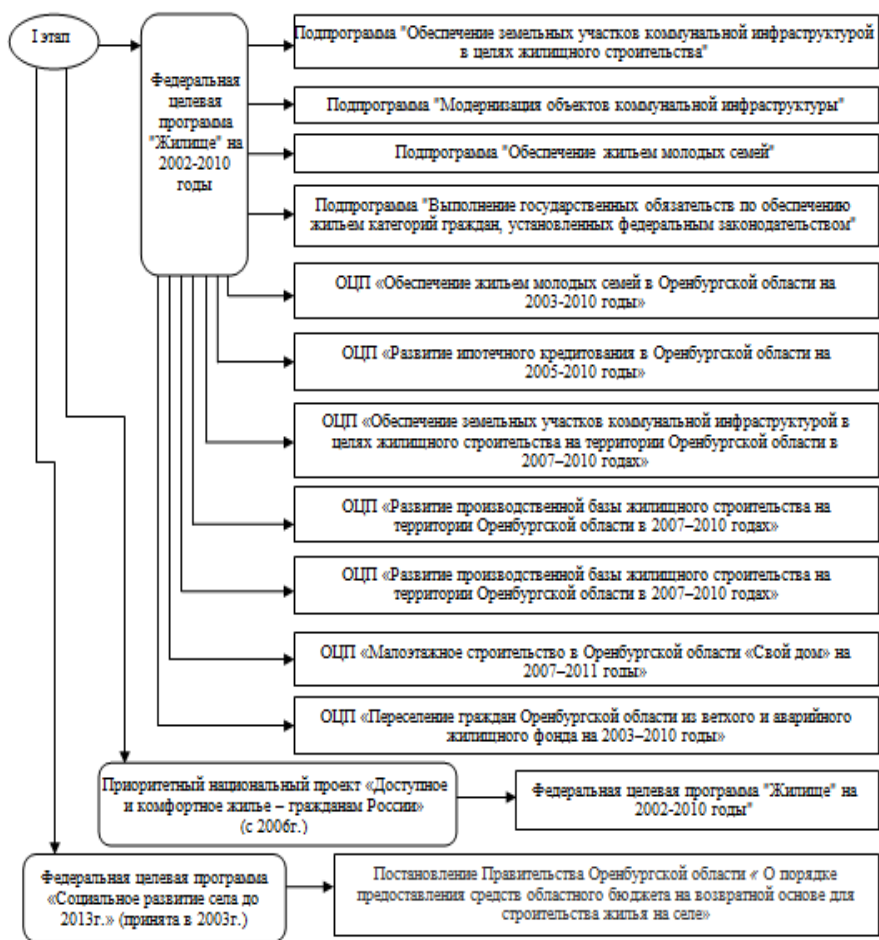 I этап
Федеральная
целевая
программа
"Жилище" на
2002-2010
годы
Подпрограмма "Обеспечение земельных участков коммунальной инфраструктурой
в целях жилищного строительства"
Подпрограмма "Модернизация объектов коммунальной инфраструктуры"
Подпрограмма "Обеспечение жильем молодых семей"
Подпрограмма "Выполнение государственных обязательств по обеспечению
жильем категорий граждан, установленных федеральным законодательством"
ОЦП «Обеспечение жильем молодых семей в Оренбургской области на
2003-2010 годы»
ОЦП «Развитие ипотечного кредитования в Оренбургской области на
2005-2010 годы»
ОЦП «Обеспечение земельных участков коммунальной инфраструктурой в
целях жилищного строительства на территории Оренбургской области в
2007–2010 годах»
ОЦП «Развитие производственной базы жилищного строительства на
территории Оренбургской области в 2007–2010 годах»
ОЦП «Развитие производственной базы жилищного строительства на
территории Оренбургской области в 2007–2010 годах»
ОЦП «Малоэтажное строительство в Оренбургской области «Свой дом» на
2007–2011 годы»
ОЦП «Переселение граждан Оренбургской области из ветхого и аварийного
жилищного фонда на 2003–2010 годы»
Приоритетный национальный проект «Доступное
и комфортное жилье – гражданам России»
(с 2006г.)
Федеральная целевая программа "Жилище" на
2002-2010 годы"
Федеральная целевая программа
«Социальное развитие села до
2013г.» (принята в 2003г.)
Постановление Правительства Оренбургской области « О порядке
предоставления средств областного бюджета на возвратной основе для
строительства жилья на селе»